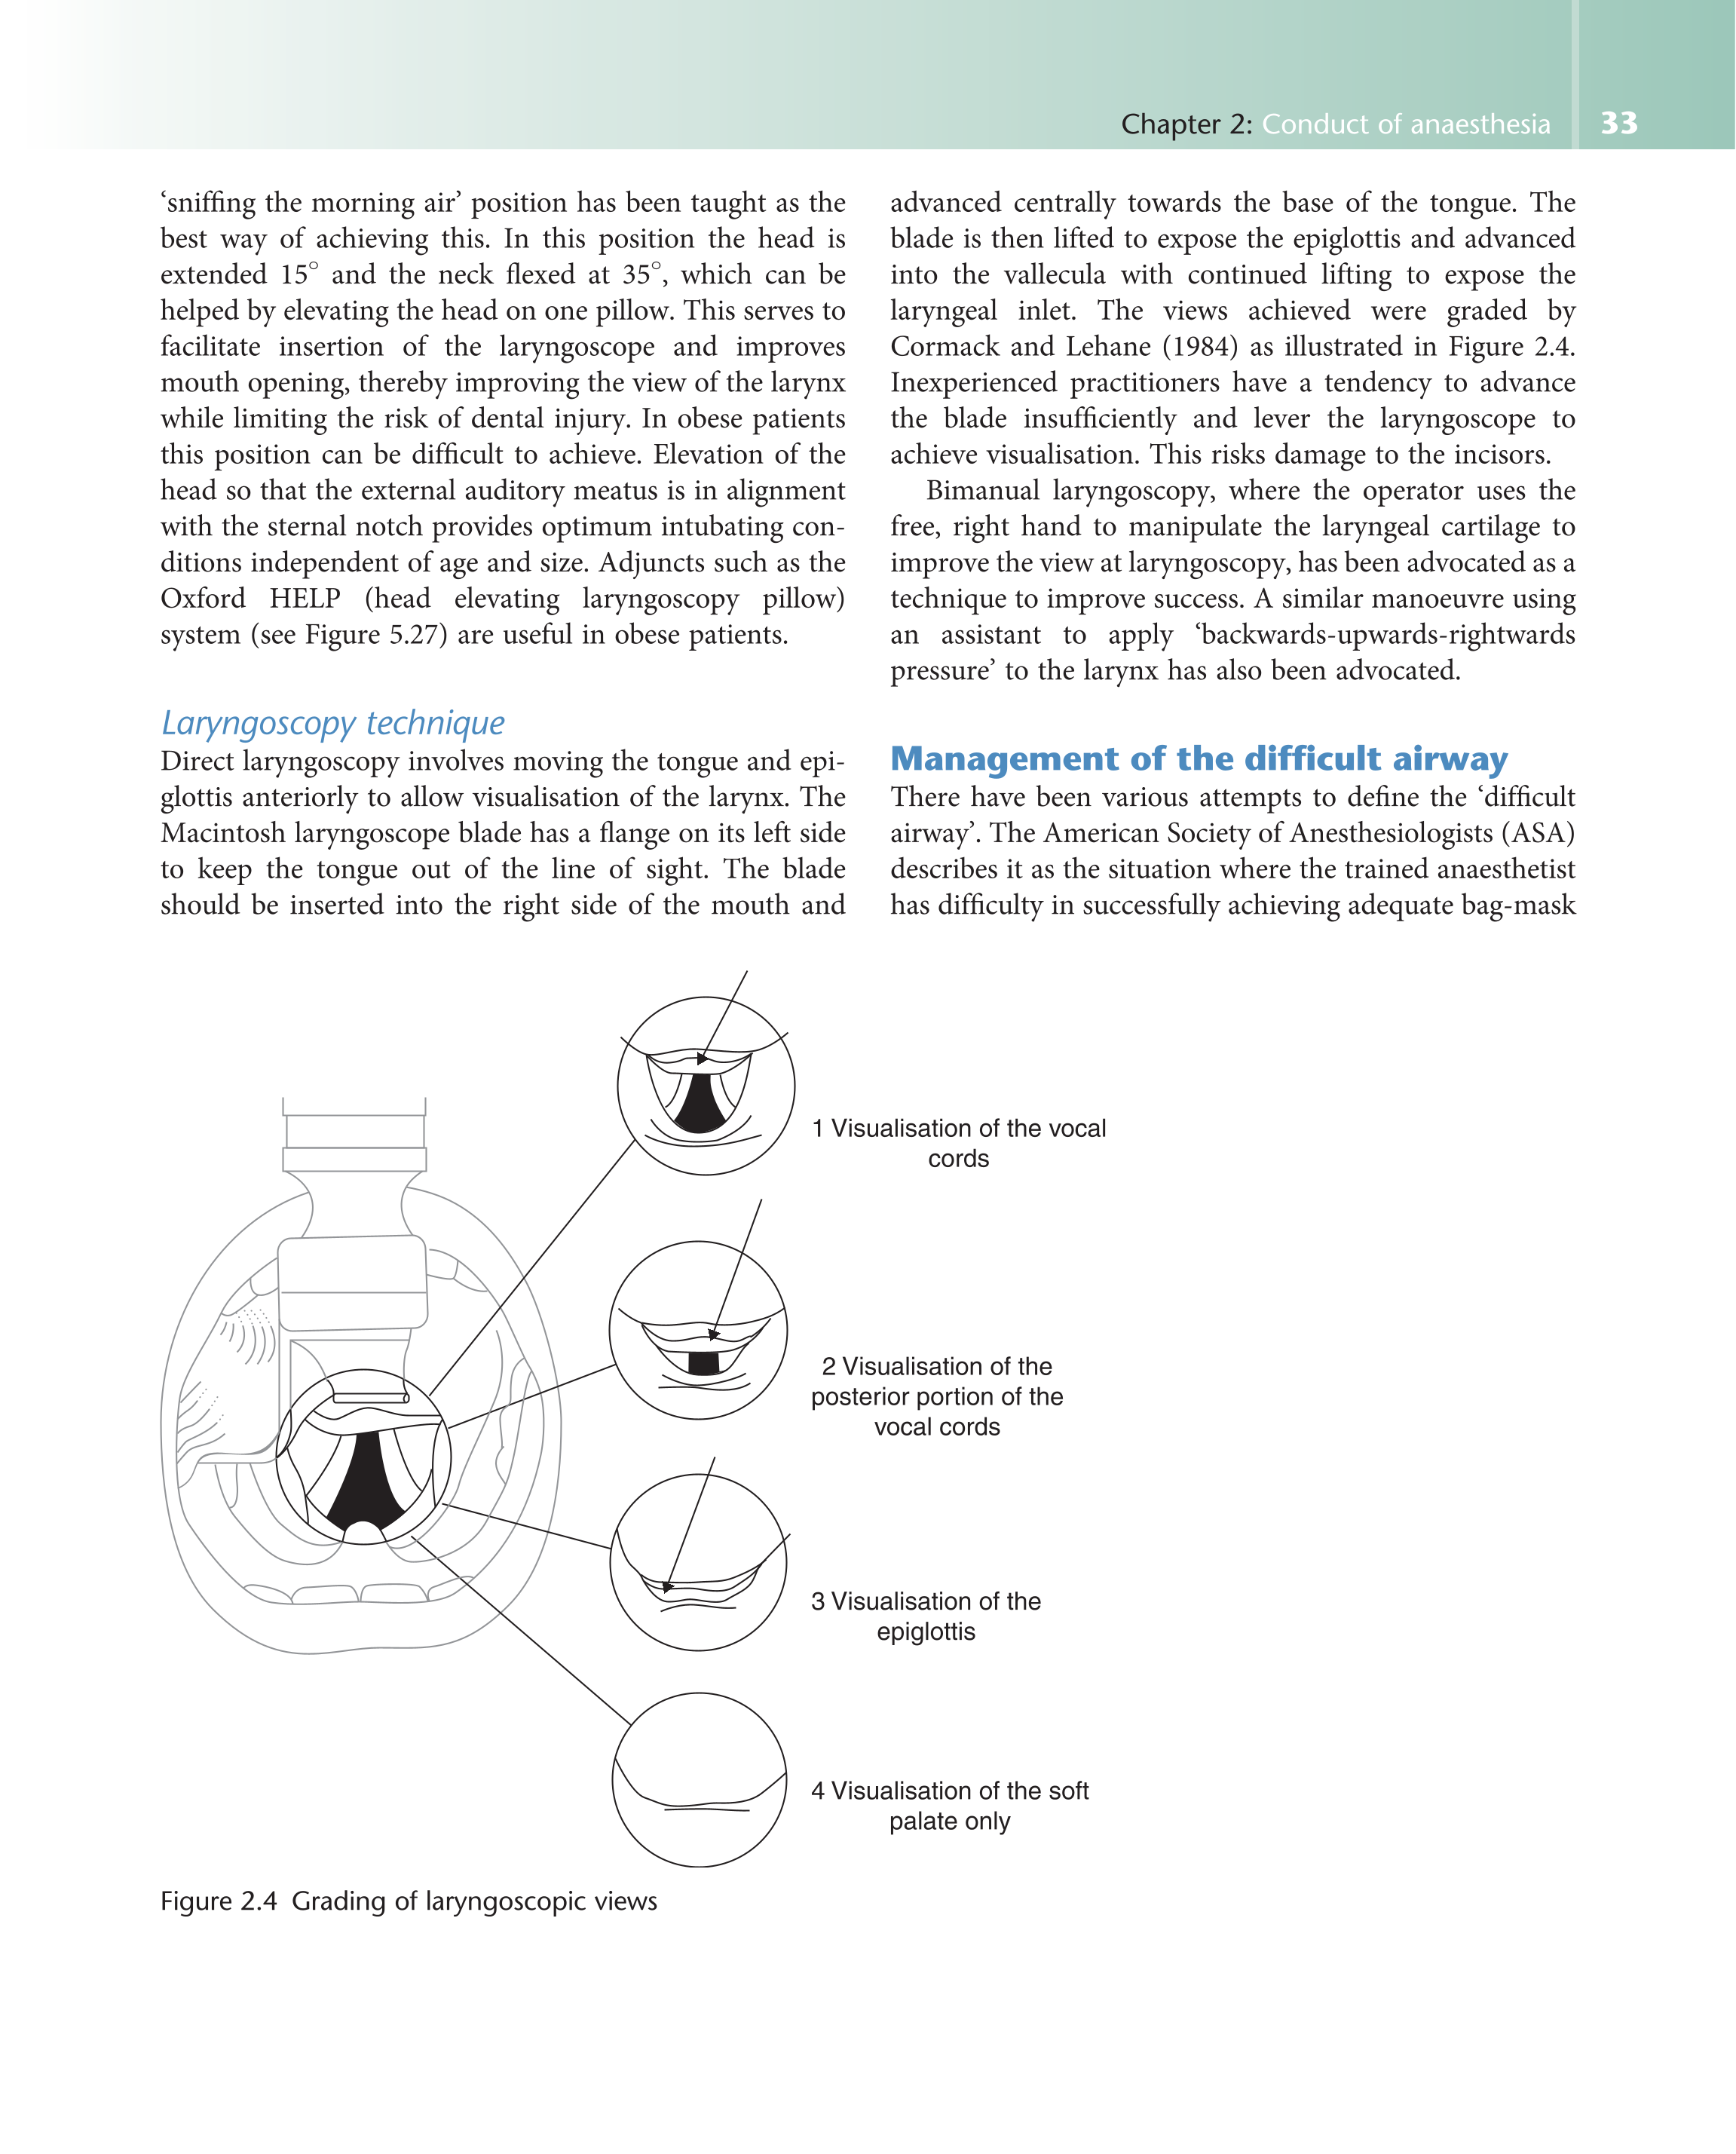 Chapter 2: Conduct of anaesthesia 33
‘sniffing the morning air’ position has been taught as the
best way of achieving this. In this position the head is
extended 15° and the neck flexed at 35°, which can be
helped by elevating the head on one pillow. This serves to
facilitate insertion of the laryngoscope and improves
mouth opening, thereby improving the view of the larynx
while limiting the risk of dental injury. In obese patients
this position can be difficult to achieve. Elevation of the
head so that the external auditory meatus is in alignment
with the sternal notch provides optimum intubating con-
ditions independent of age and size. Adjuncts such as the
Oxford HELP (head elevating laryngoscopy pillow)
system (see Figure 5.27) are useful in obese patients.
Laryngoscopy technique
Direct laryngoscopy involves moving the tongue and epi-
glottis anteriorly to allow visualisation of the larynx. The
Macintosh laryngoscope blade has a flange on its left side
to keep the tongue out of the line of sight. The blade
should be inserted into the right side of the mouth and
advanced centrally towards the base of the tongue. The
blade is then lifted to expose the epiglottis and advanced
into the vallecula with continued lifting to expose the
laryngeal inlet. The views achieved were graded by
Cormack and Lehane (1984) as illustrated in Figure 2.4.
Inexperienced practitioners have a tendency to advance
the blade insufficiently and lever the laryngoscope to
achieve visualisation. This risks damage to the incisors.
Bimanual laryngoscopy, where the operator uses the
free, right hand to manipulate the laryngeal cartilage to
improve the view at laryngoscopy, has been advocated as a
technique to improve success. A similar manoeuvre using
an assistant to apply ‘backwards-upwards-rightwards
pressure’ to the larynx has also been advocated.
Management of the difficult airway
There have been various attempts to define the ‘difficult
airway’. The American Society of Anesthesiologists (ASA)
describes it as the situation where the trained anaesthetist
has difficulty in successfully achieving adequate bag-mask
1 Visualisation of the vocal
cords
2 Visualisation of the
posterior portion of the
vocal cords
3 Visualisation of the
epiglottis
4 Visualisation of the soft
palate only
Figure 2.4 Grading of laryngoscopic views